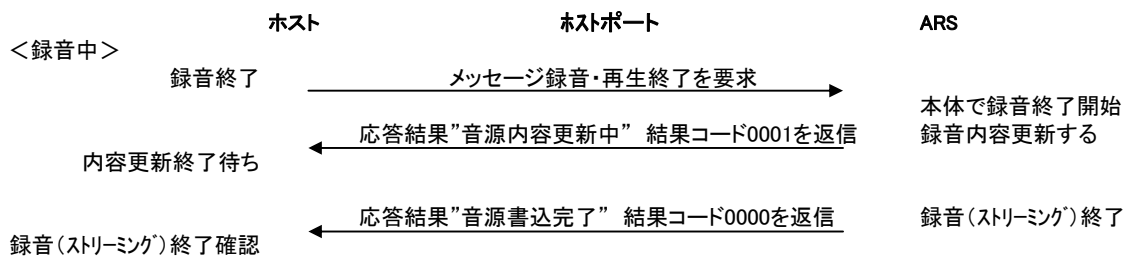 ホスト ﾎｽﾄポート ARS
＜録音中＞
録音終了 メッセージ録音・再生終了を要求
本体で録音終了開始
応答結果”音源内容更新中” 結果コード0001を返信 録音内容更新する
内容更新終了待ち
応答結果”音源書込完了” 結果コード0000を返信 録音（ｽﾄﾘｰﾐﾝｸﾞ）終了
録音（ｽﾄﾘｰﾐﾝｸﾞ）終了確認